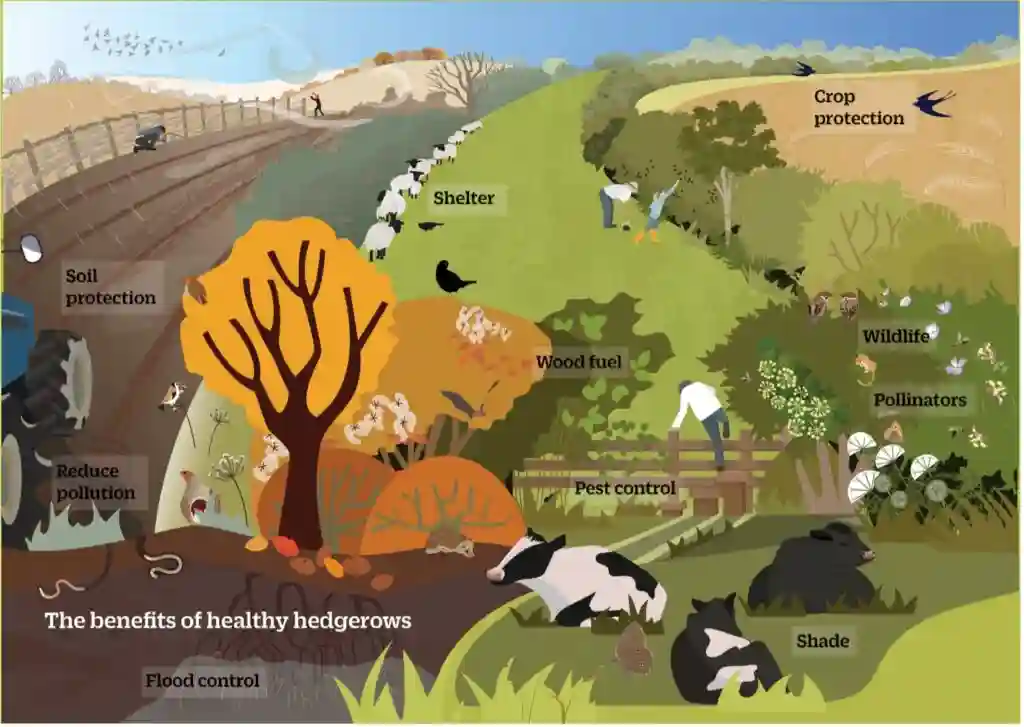 Crop
protection
Shelter
Soil
protection
Wildlife
Wood fuel
Pollinators
Reduce
pollution
Pest control
The benefits of healthy hedgerows
Shade
Flood control